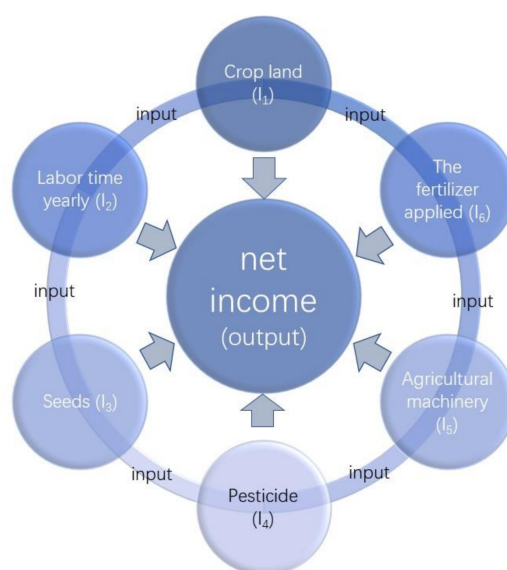 Crop land
(I₁)
input
input
Labor time
yearly (I₂)
The
fertilizer
applied (I₆)
net
income
(output)
input
input
Seeds (I₃)
Agricultural
machinery
(I₅)
input
input
Pesticide
(I₄)